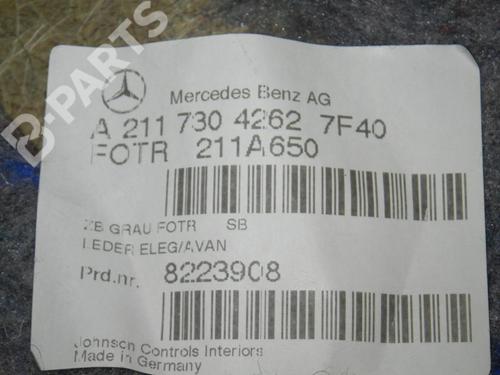 B PARTS
Mercedes Benz AG
A 211 730 4262 7F40
FOTR 211A650
ZB GRAU FOTR SB
LEDER ELEG/AVAN
Prd.nr. 8223908
Johnson Controls Interiors
Made in Germany